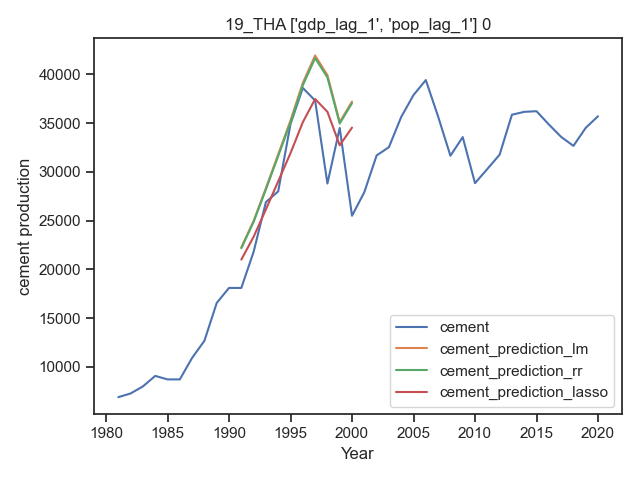 19_THA ['gdp_lag_1', 'pop_lag_1'] 0
cement production
40000
35000
30000
25000
20000
15000
10000
cement
cement_prediction_lm
cement_prediction_rr
cement_prediction_lasso
1980 1985 1990 1995 2000 2005 2010 2015 2020
Year